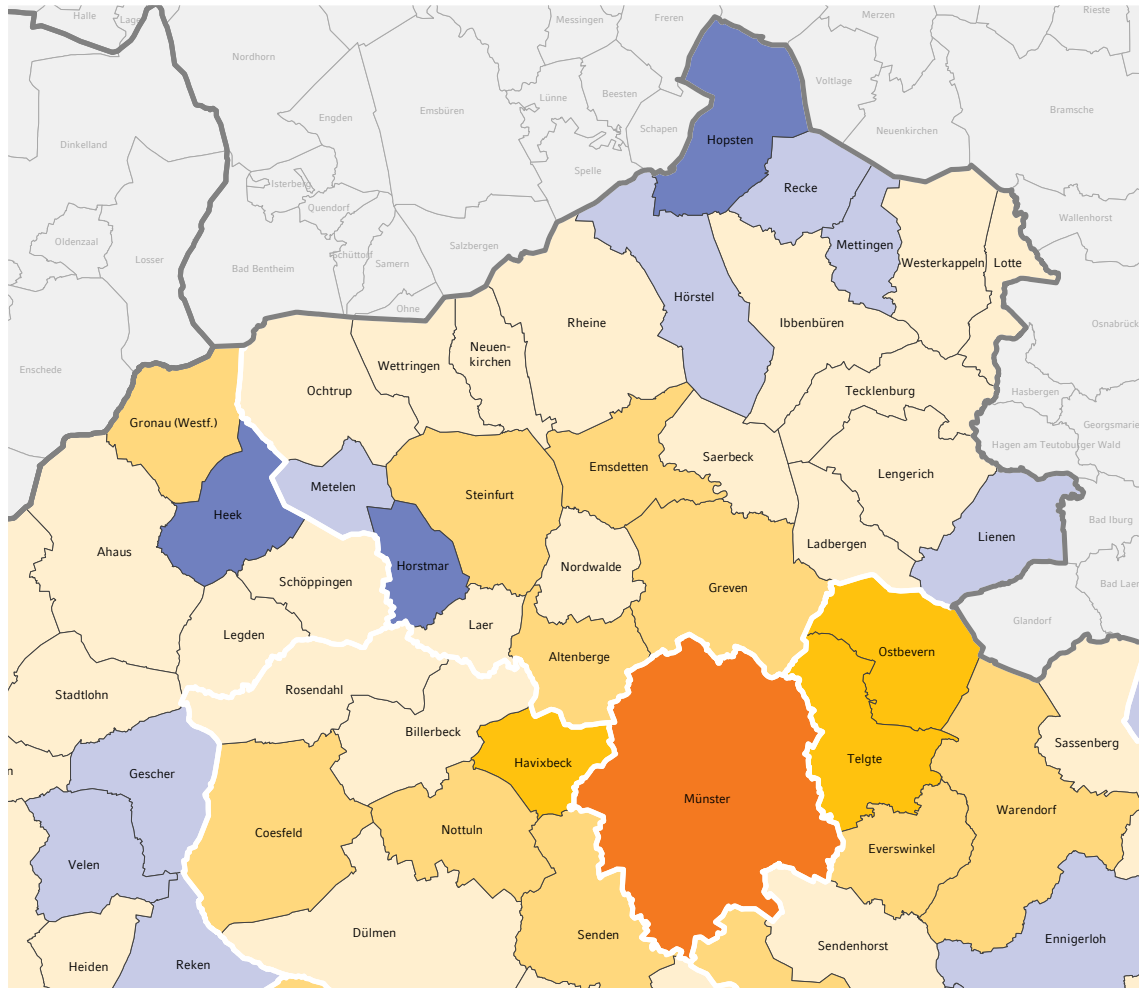 Halle
Lage
Messingen
Freren
Merzen
Rieste
Nordhorn
Voltlage
Lünne
Beesten
Engden
Emsbüren
Bramsche
Schapen
Neuenkirchen
Dinkelland
Hopsten
Spelle
Isterberg
Recke
Quendorf
Wallenhorst
Oldenzaal
Mettingen
Salzbergen
Losser
Schüttorf
Samern
Bad Bentheim
Westerkappeln
Lotte
Hörstel
Ohne
Rheine
Ibbenbüren
Osnabrück
Neuen-
kirchen
Wettringen
Enschede
Ochtrup
Tecklenburg
Hasbergen
Gronau (Westf.)
Georgsmarie
Hagen am Teutoburger Wald
Saerbeck
Emsdetten
Lengerich
Metelen
Steinfurt
Heek
Bad Iburg
Lienen
Ahaus
Ladbergen
Horstmar
Nordwalde
Schöppingen
Bad Laer
Greven
Glandorf
Laer
Legden
Ostbevern
Altenberge
Rosendahl
Stadtlohn
Billerbeck
Sassenberg
Havixbeck
Telgte
n
Gescher
Münster
Warendorf
Coesfeld
Nottuln
Everswinkel
Velen
Dülmen
Senden
Ennigerloh
Sendenhorst
Reken
Heiden